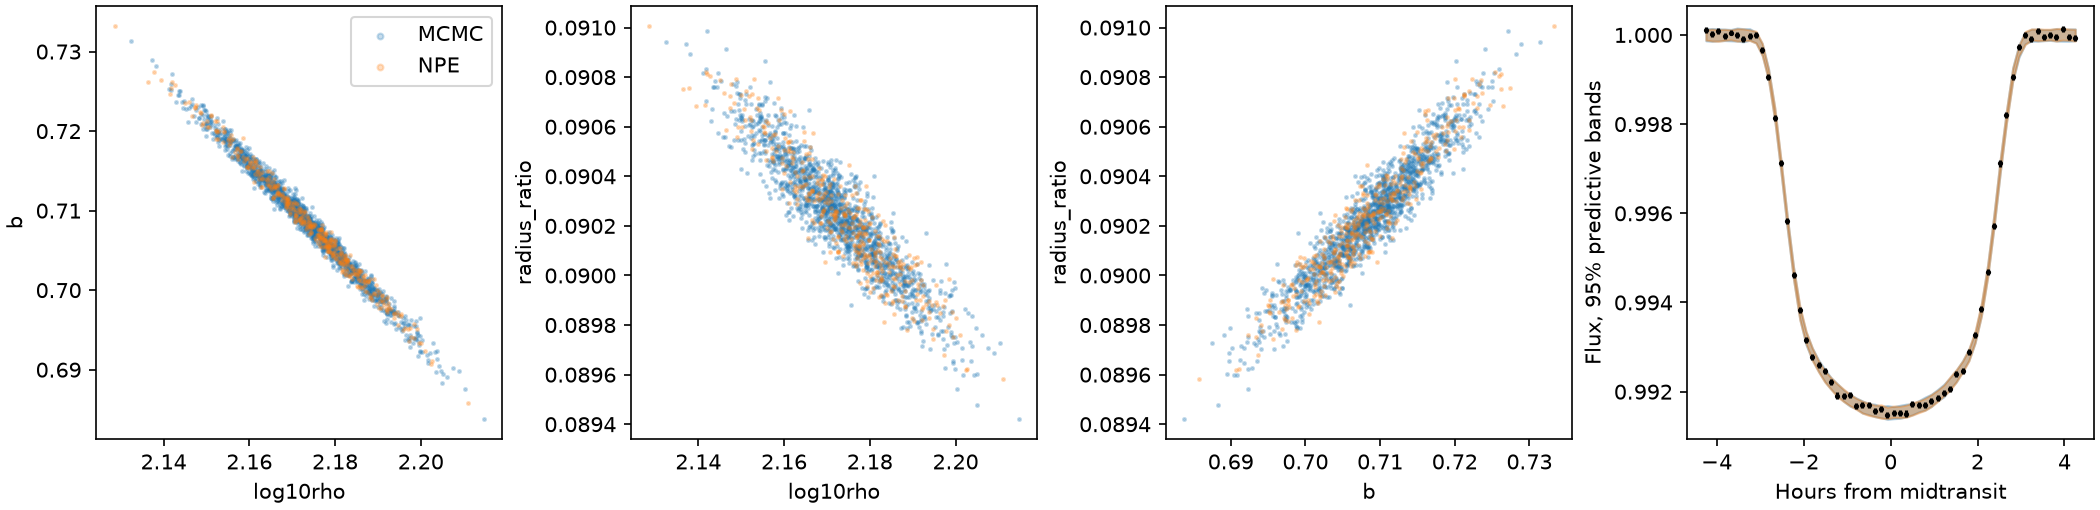 MCMC
NPE
0.73
0.72
0.71
0.70
0.69
b
2.14 2.16 2.18 2.20
log10rho
0.0910
0.0908
0.0906
0.0904
0.0902
0.0900
0.0898
0.0896
0.0894
radius_ratio
2.14 2.16 2.18 2.20
log10rho
0.0910
0.0908
0.0906
0.0904
0.0902
0.0900
0.0898
0.0896
0.0894
radius_ratio
0.69 0.70 0.71 0.72 0.73
b
1.000
0.998
0.996
0.994
0.992
Flux, 95% predictive bands
−4 −2 0 2 4
Hours from midtransit